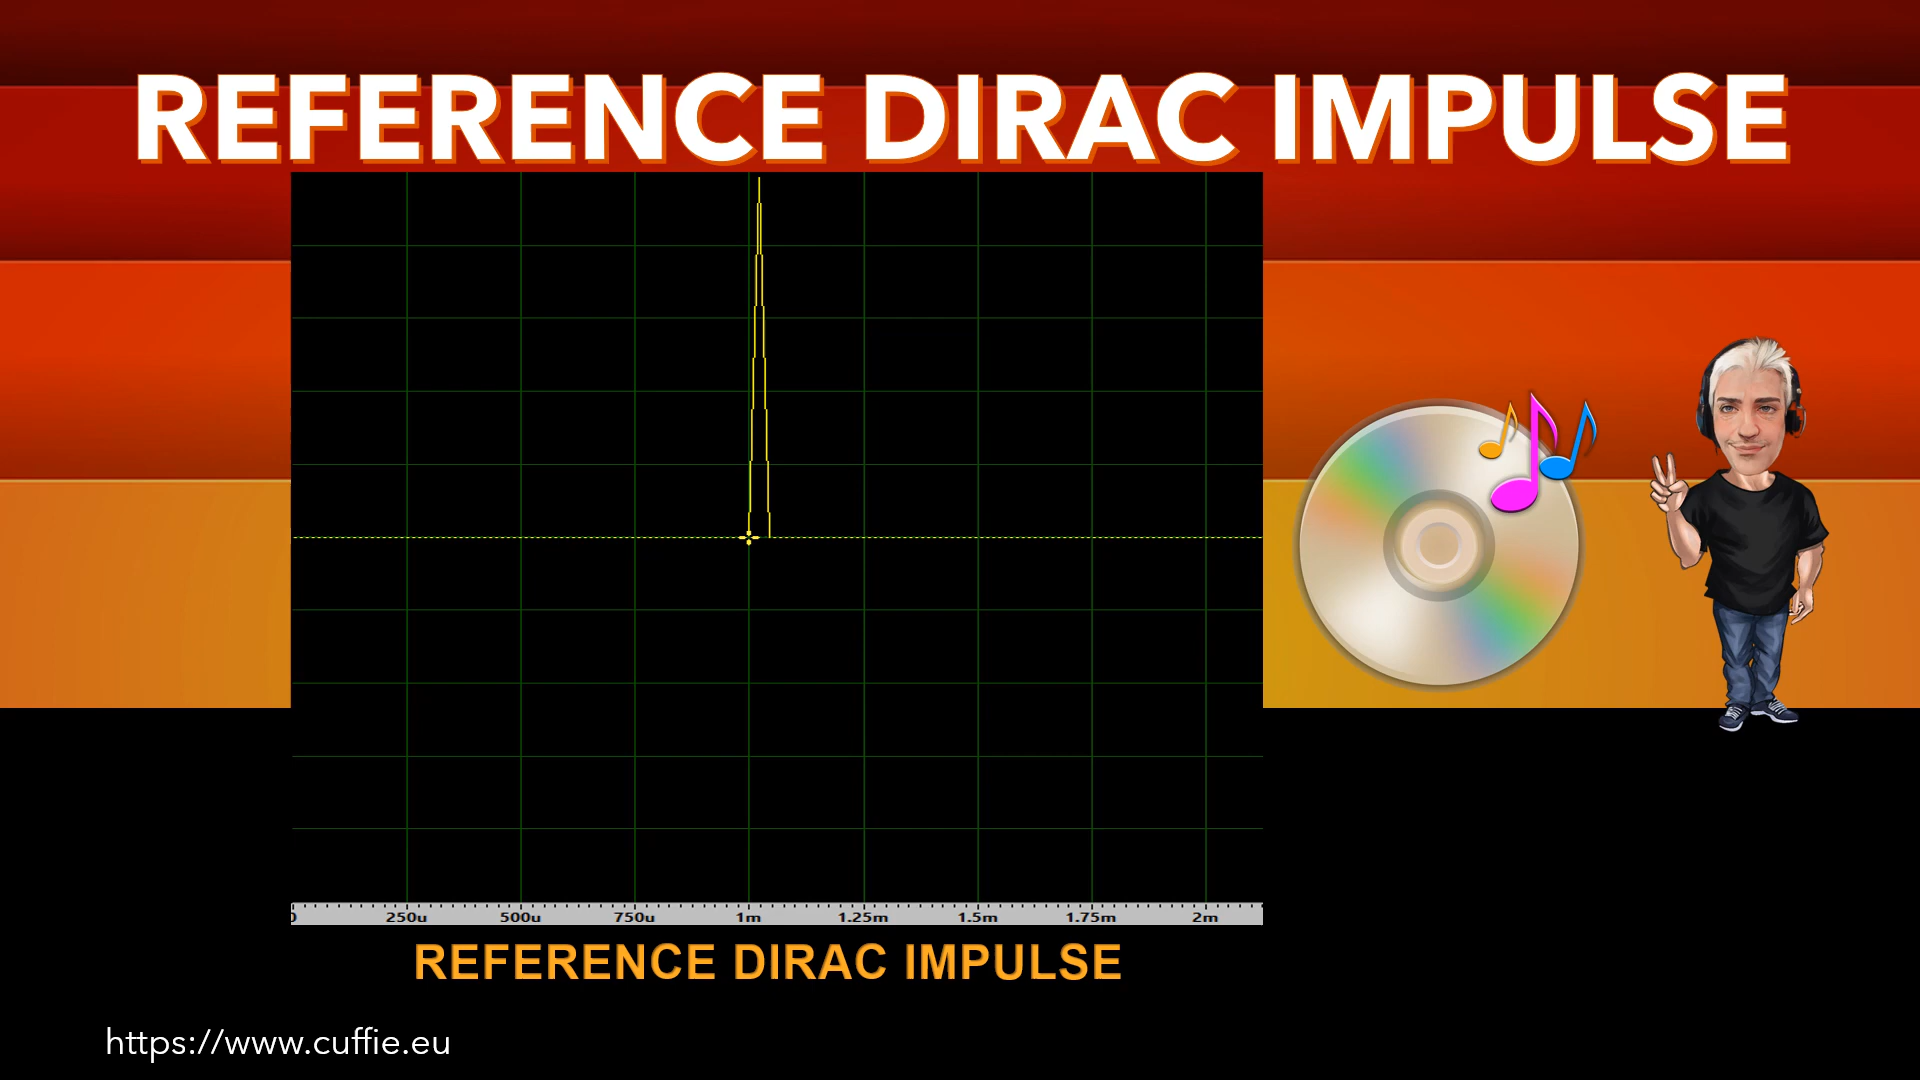 REFERENCE DIRAC IMPULSE
0 250u 500u 750u 1m 1.25m 1.5m 1.75m 2m
REFERENCE DIRAC IMPULSE
https://www.cuffie.eu